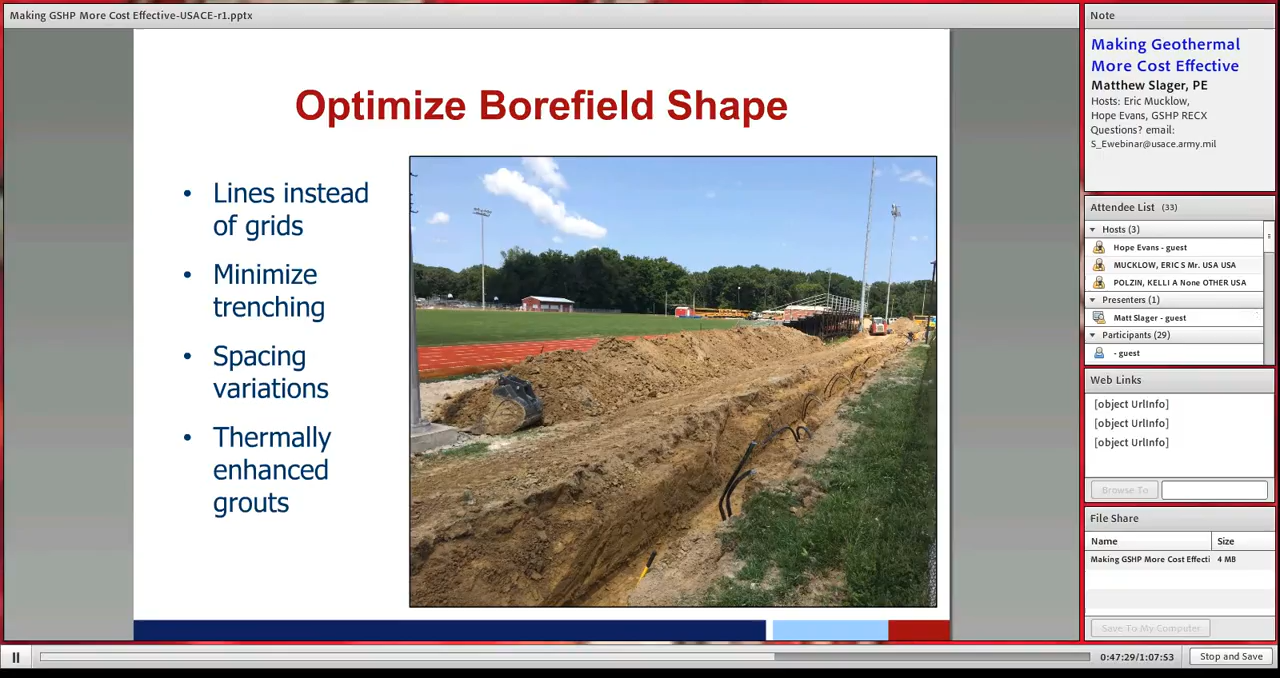 Making GSHP More Cost Effective-USACE-r1.pptx
Optimize Borefield Shape
• Lines instead
of grids
• Minimize
trenching
• Spacing
variations
• Thermally
enhanced
grouts
Note
Making Geothermal
More Cost Effective
Matthew Slager, PE
Hosts: Eric Mucklow,
Hope Evans, GSHP RECX
Questions? email:
S_Ewebinar@usace.army.mil
Attendee List (33)
Hosts (3)
Hope Evans - guest
MUCKLOW, ERIC S Mr. USA USA
POLZIN, KELLI A None OTHER USA
Presenters (1)
Matt Slager - guest
Participants (29)
- guest
Web Links
[object UrlInfo]
[object UrlInfo]
[object UrlInfo]
Browse To
File Share
Name Size
Making GSHP More Cost Effecti 4 MB
Save To My Computer
0:47:29/1:07:53 Stop and Save